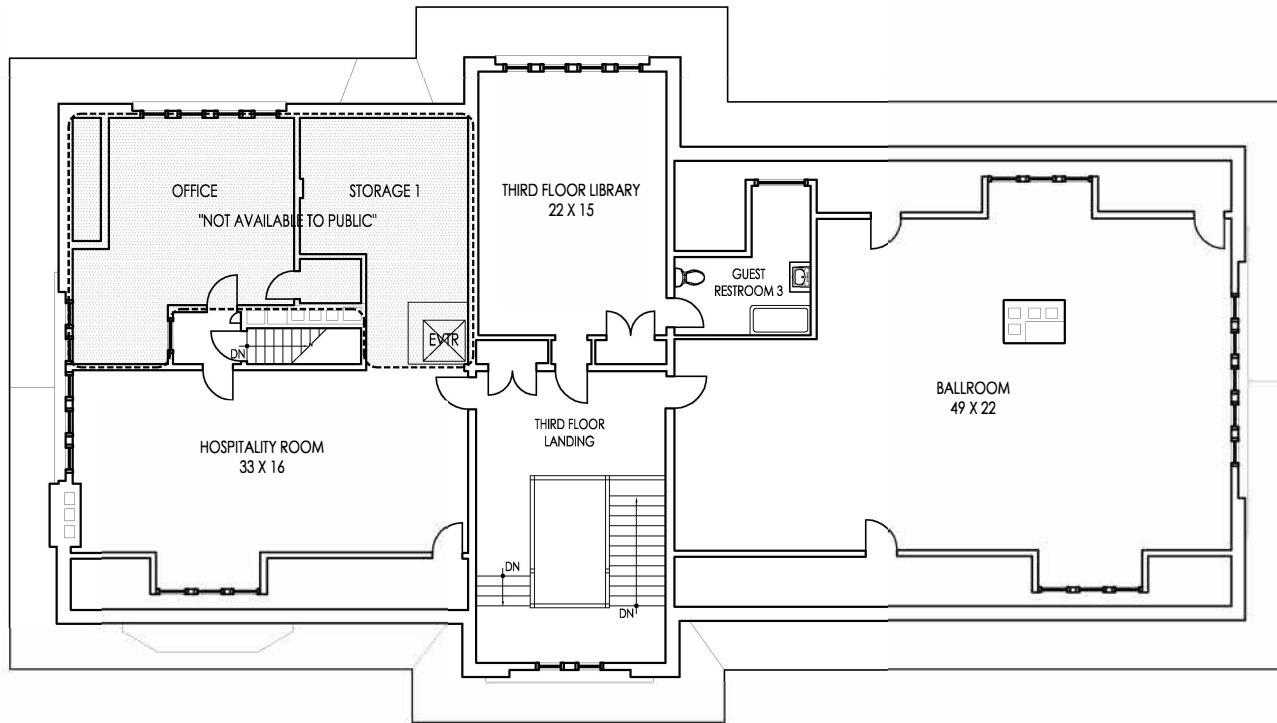 OFFICE
STORAGE 1
"NOT AVAILABLE TO PUBLIC"
THIRD FLOOR LIBRARY
22 X 15
GUEST
RESTROOM 3
EVTR
DN
BALLROOM
49 X 22
THIRD FLOOR
LANDING
HOSPITALITY ROOM
33 X 16
DN
DN